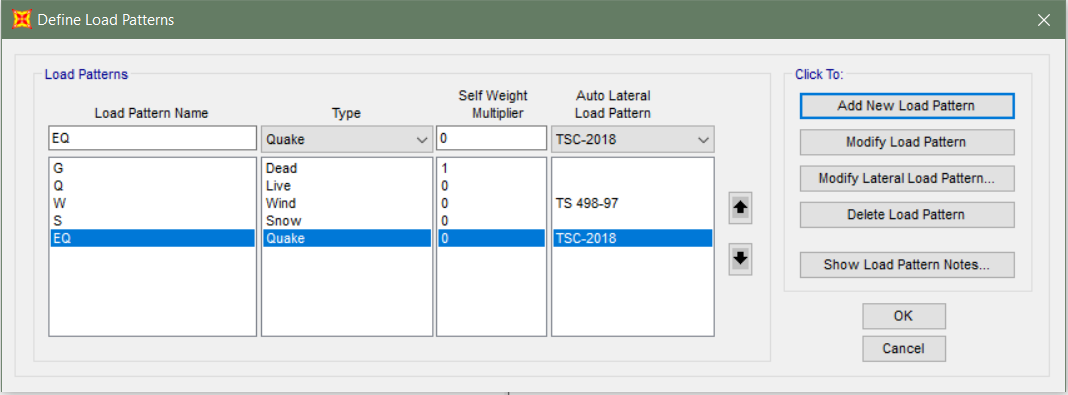 Define Load Patterns
Load Patterns
Load Pattern Name
Type
Self Weight
Multiplier
Auto Lateral
Load Pattern
EQ Quake 0 TSC-2018
G Dead 1
Q Live 0
W Wind 0 TS 498-97
S Snow 0
EQ Quake 0 TSC-2018
Click To:
Add New Load Pattern
Modify Load Pattern
Modify Lateral Load Pattern...
Delete Load Pattern
Show Load Pattern Notes...
OK
Cancel